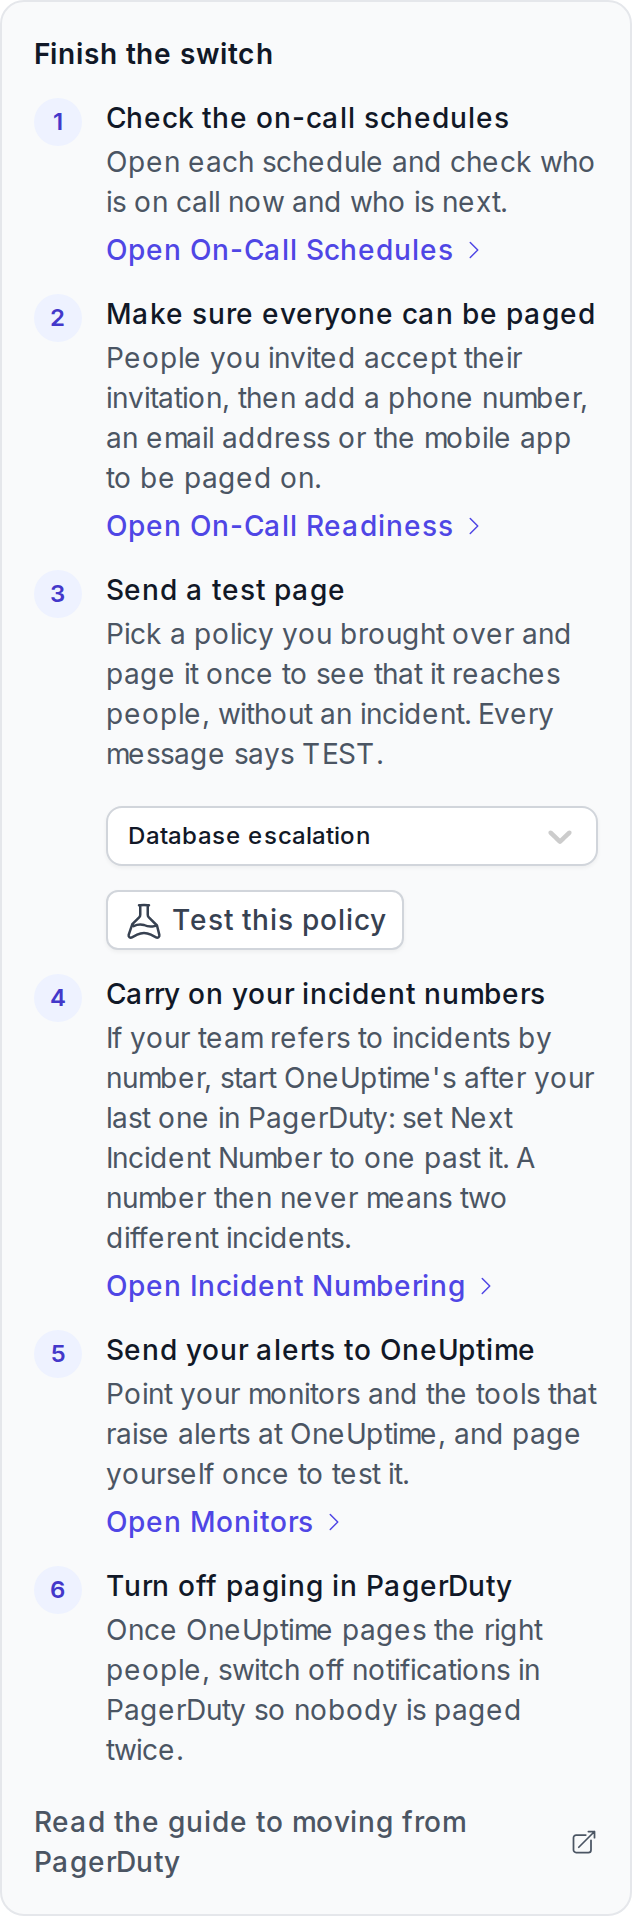 Finish the switch
1
Check the on-call schedules
Open each schedule and check who
is on call now and who is next.
Open On-Call Schedules
2
Make sure everyone can be paged
People you invited accept their
invitation, then add a phone number,
an email address or the mobile app
to be paged on.
Open On-Call Readiness
3
Send a test page
Pick a policy you brought over and
page it once to see that it reaches
people, without an incident. Every
message says TEST.
Database escalation
Test this policy
4
Carry on your incident numbers
If your team refers to incidents by
number, start OneUptime's after your
last one in PagerDuty: set Next
Incident Number to one past it. A
number then never means two
different incidents.
Open Incident Numbering
5
Send your alerts to OneUptime
Point your monitors and the tools that
raise alerts at OneUptime, and page
yourself once to test it.
Open Monitors
6
Turn off paging in PagerDuty
Once OneUptime pages the right
people, switch off notifications in
PagerDuty so nobody is paged
twice.
Read the guide to moving from
PagerDuty